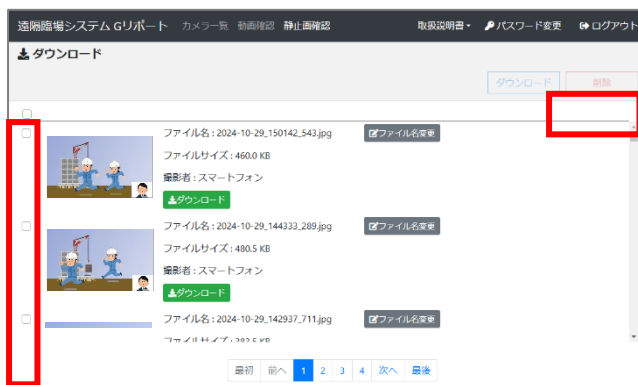 遠隔臨場システム Gリポート カメラ一覧 動画確認 静止画確認 取扱説明書 パスワード変更 ログアウト
ダウンロード
ダウンロード 削除
ファイル名 : 2024-10-29_150142_543.jpg ファイル名変更
ファイルサイズ : 460.0 KB
撮影者 : スマートフォン
ダウンロード
ファイル名 : 2024-10-29_144333_289.jpg ファイル名変更
ファイルサイズ : 480.5 KB
撮影者 : スマートフォン
ダウンロード
ファイル名 : 2024-10-29_142937_711.jpg ファイル名変更
最初 前へ 1 2 3 4 次へ 最後